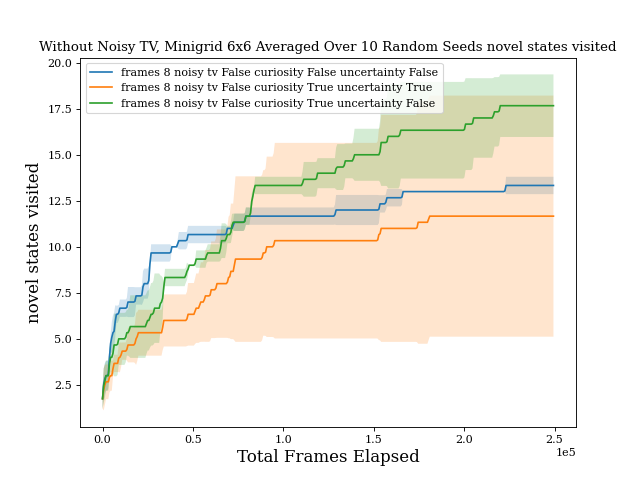 Without Noisy TV, Minigrid 6x6 Averaged Over 10 Random Seeds novel states visited
frames 8 noisy tv False curiosity False uncertainty False
frames 8 noisy tv False curiosity True uncertainty True
frames 8 noisy tv False curiosity True uncertainty False
20.0
17.5
15.0
12.5
10.0
7.5
5.0
2.5
novel states visited
0.0 0.5 1.0 1.5 2.0 2.5
1e5
Total Frames Elapsed